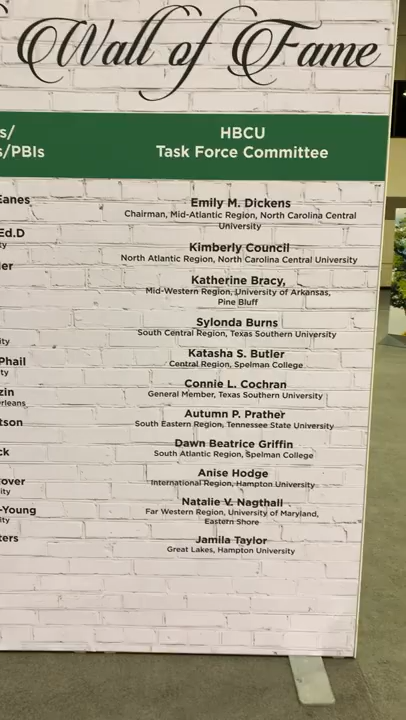 Wall of Fame
s/
s/PBIs
Eanes
Ed.D
ty
er
ity
Phail
ty
zin
rleans
tson
ck
over
ity
-Young
ity
ters
HBCU
Task Force Committee
Emily M. Dickens
Chairman, Mid-Atlantic Region, North Carolina Central
University
Kimberly Council
North Atlantic Region, North Carolina Central University
Katherine Bracy,
Mid-Western Region, University of Arkansas,
Pine Bluff
Sylonda Burns
South Central Region, Texas Southern University
Katasha S. Butler
Central Region, Spelman College
Connie L. Cochran
General Member, Texas Southern University
Autumn P. Prather
South Eastern Region, Tennessee State University
Dawn Beatrice Griffin
South Atlantic Region, Spelman College
Anise Hodge
International Region, Hampton University
Natalie V. Nagthall
Far Western Region, University of Maryland,
Eastern Shore
Jamila Taylor
Great Lakes, Hampton University